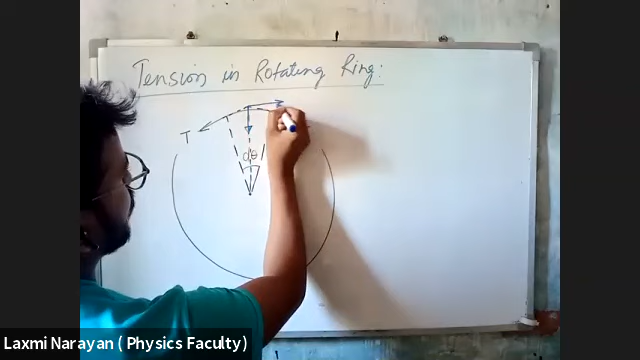 Tension in Rotating Ring:
T
dθ
Laxmi Narayan ( Physics Faculty)